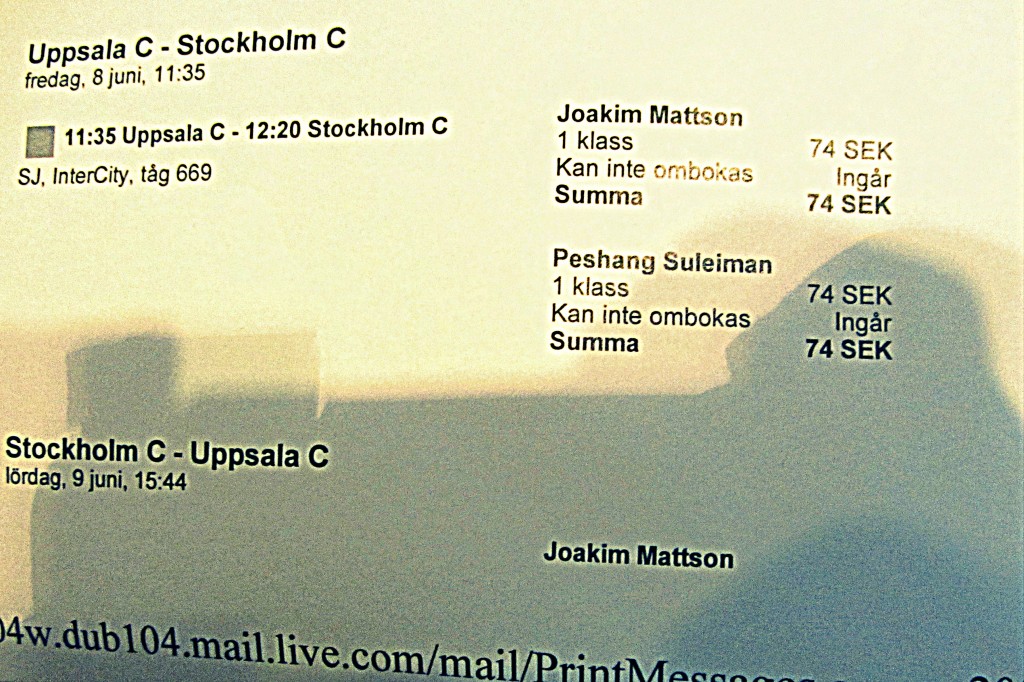 Uppsala C - Stockholm C
fredag, 8 juni, 11:35
11:35 Uppsala C - 12:20 Stockholm C
SJ, InterCity, tåg 669
Joakim Mattson
1 klass 74 SEK
Kan inte ombokas Ingår
Summa 74 SEK
Peshang Suleiman
1 klass 74 SEK
Kan inte ombokas Ingår
Summa 74 SEK
Stockholm C - Uppsala C
lördag, 9 juni, 15:44
Joakim Mattson
04w.dub104.mail.live.com/mail/PrintMessages